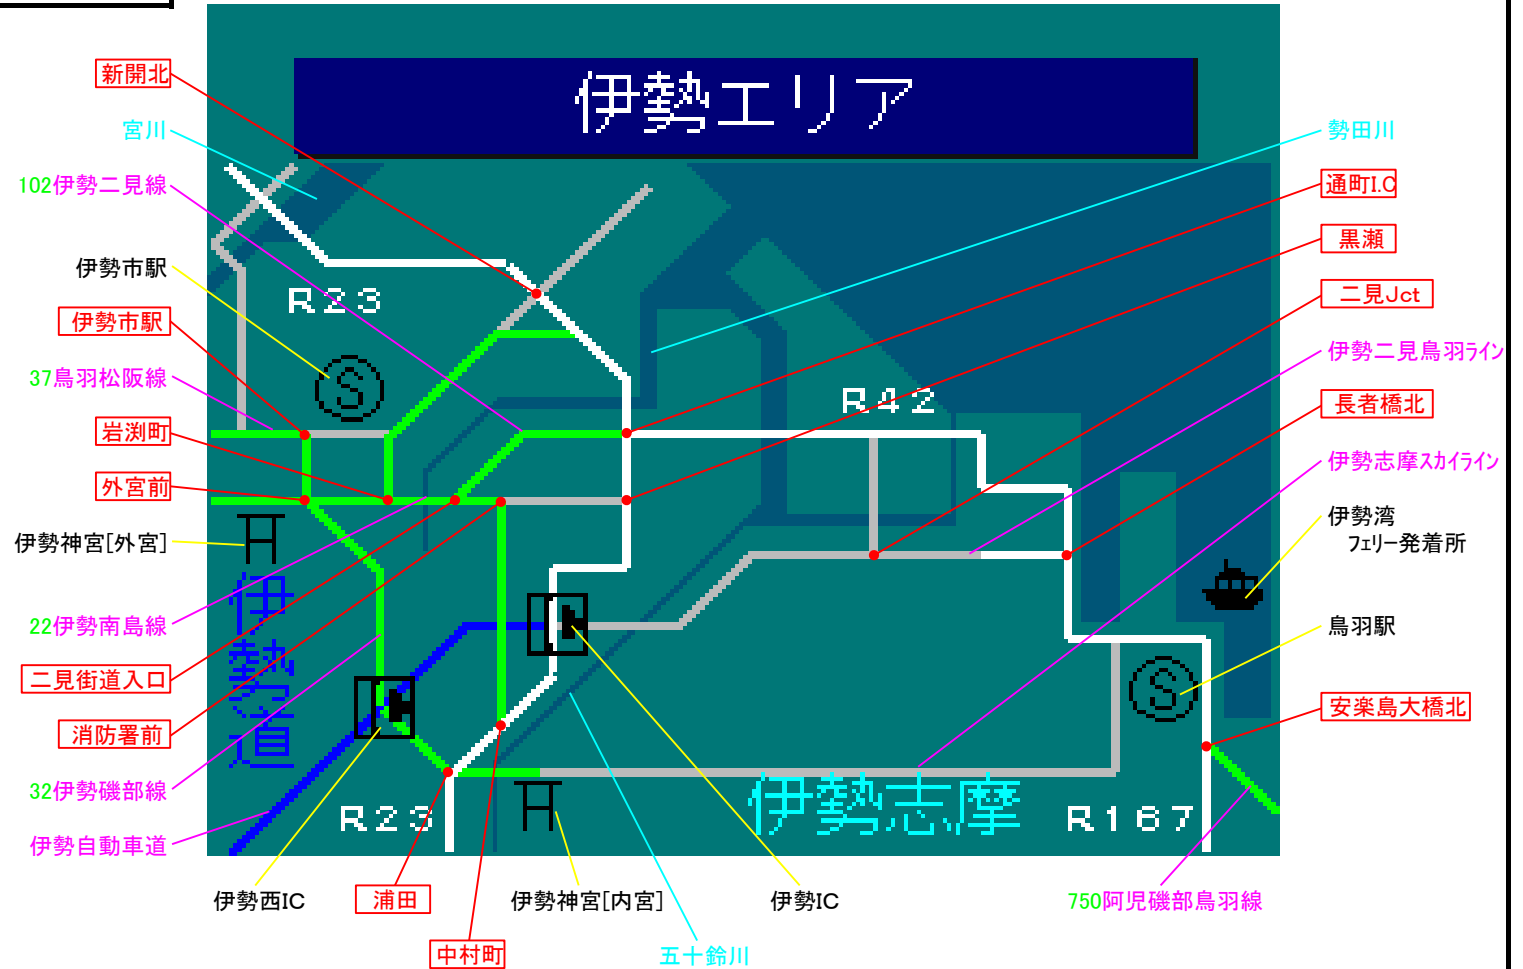 伊勢エリア
新開北
宮川
102伊勢二見線
伊勢市駅
伊勢市駅
37鳥羽松阪線
岩渕町
外宮前
伊勢神宮[外宮]
22伊勢南島線
二見街道入口
消防署前
32伊勢磯部線
伊勢自動車道
R23
R42
S
伊勢道
R23
伊勢志摩
R167
S
勢田川
通町I.C
黒瀬
二見Jct
伊勢二見鳥羽ライン
長者橋北
伊勢志摩スカイライン
伊勢湾
フェリー発着所
鳥羽駅
安楽島大橋北
伊勢西IC
浦田
伊勢神宮[内宮]
伊勢IC
750阿児磯部鳥羽線
中村町
五十鈴川